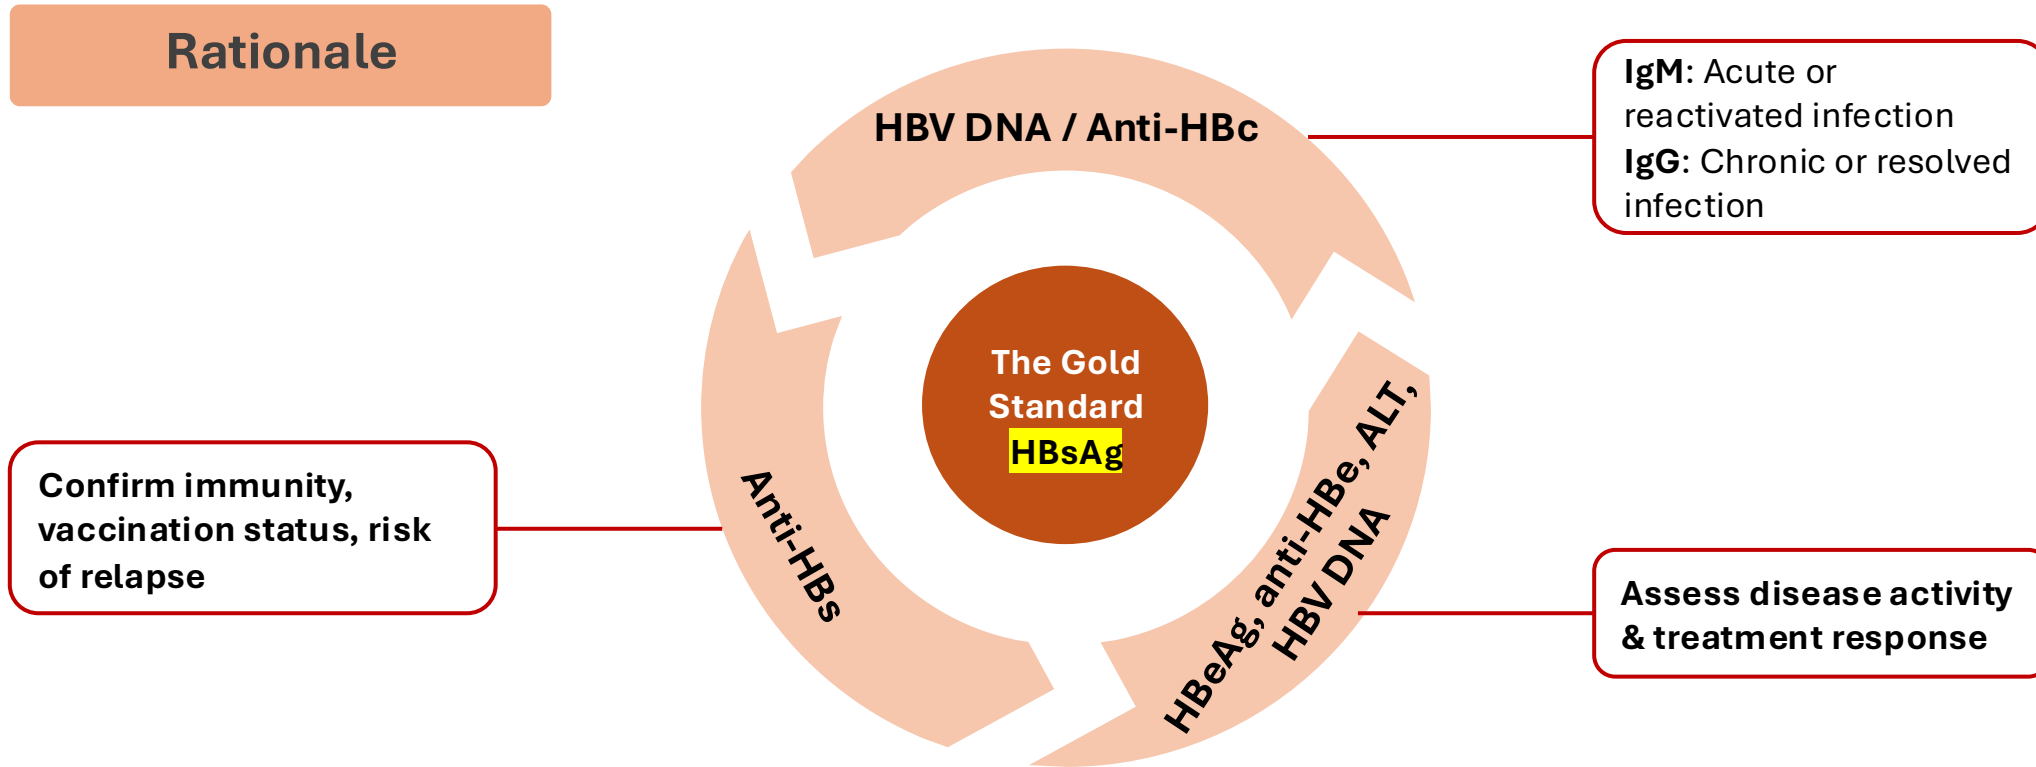 Rationale
HBV DNA / Anti-HBc
IgM: Acute or
reactivated infection
IgG: Chronic or resolved
infection
The Gold
Standard
HBsAg
HBeAg, anti-HBe, ALT,
HBV DNA
Assess disease activity
& treatment response
Anti-HBs
Confirm immunity,
vaccination status, risk
of relapse